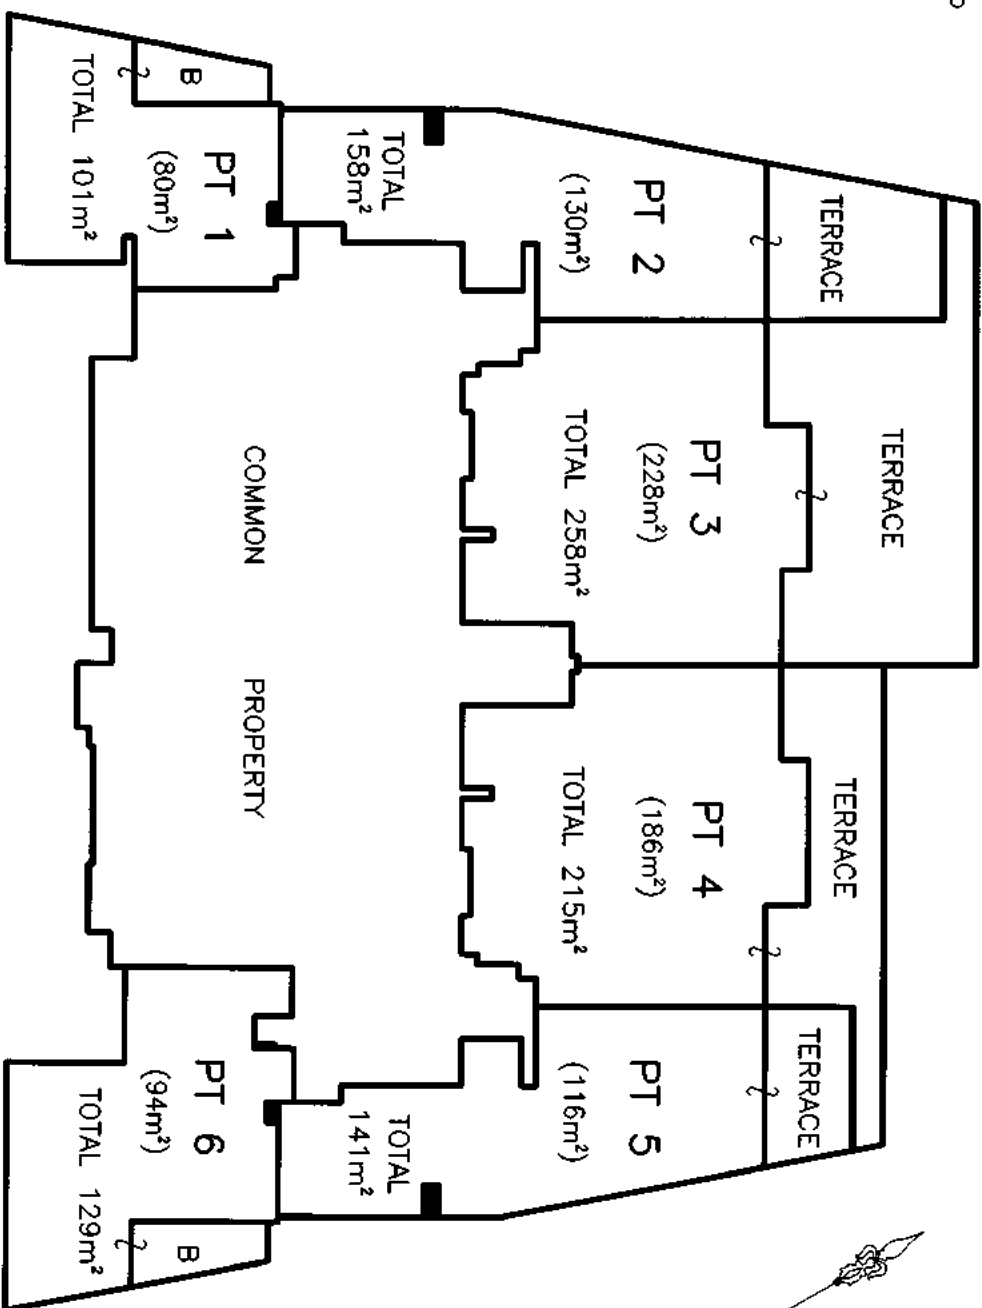 B
TOTAL 101m²
PT 1
(80m²)
TOTAL
158m²
PT 2
(130m²)
TERRACE
TERRACE
PT 3
(228m²)
TOTAL 258m²
COMMON PROPERTY
TERRACE
PT 4
(186m²)
TOTAL 215m²
TERRACE
PT 5
(116m²)
TOTAL
141m²
PT 6
(94m²)
TOTAL 129m²
B